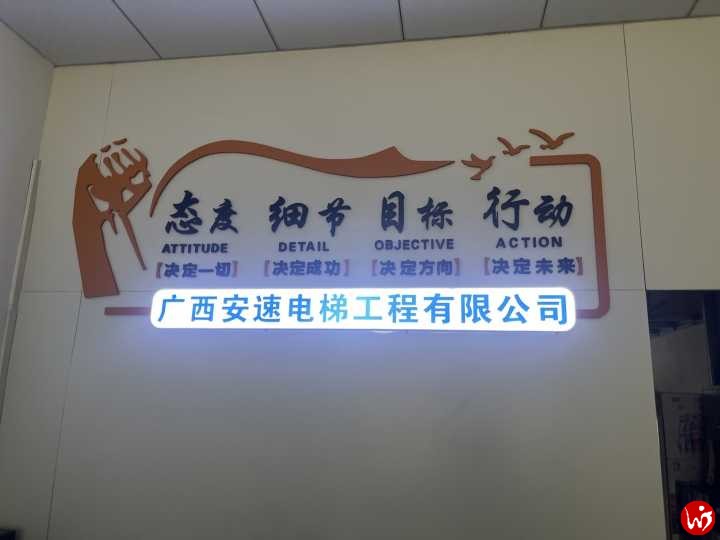 态度 细节 目标 行动
ATTITUDE DETAIL OBJECTIVE ACTION
【决定一切】 【决定成功】 【决定方向】 【决定未来】
广西安速电梯工程有限公司